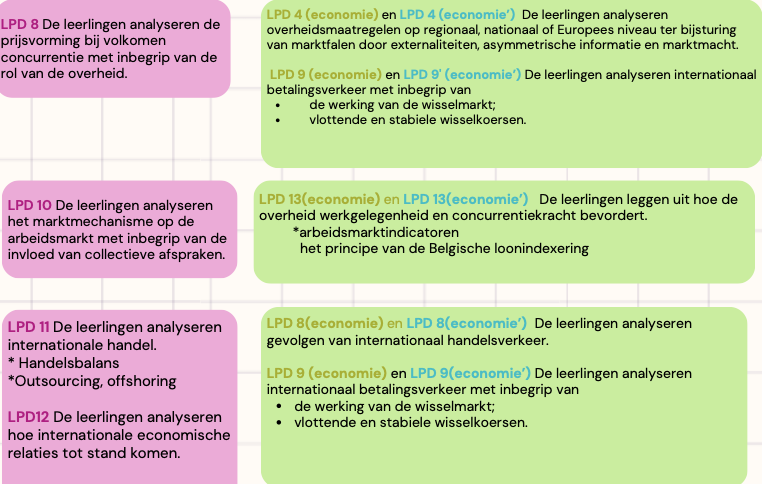 LPD 8 De leerlingen analyseren de
prijsvorming bij volkomen
concurrentie met inbegrip van de
rol van de overheid.
LPD 4 (economie) en LPD 4 (economie’) De leerlingen analyseren
overheidsmaatregelen op regionaal, nationaal of Europees niveau ter bijsturing
van marktfalen door externaliteiten, asymmetrische informatie en marktmacht.
LPD 9 (economie) en LPD 9' (economie’) De leerlingen analyseren internationaal
betalingsverkeer met inbegrip van
• de werking van de wisselmarkt;
• vlottende en stabiele wisselkoersen.
LPD 10 De leerlingen analyseren
het marktmechanisme op de
arbeidsmarkt met inbegrip van de
invloed van collectieve afspraken.
LPD 13(economie) en LPD 13(economie’) De leerlingen leggen uit hoe de
overheid werkgelegenheid en concurrentiekracht bevordert.
*arbeidsmarktindicatoren
het principe van de Belgische loonindexering
LPD 11 De leerlingen analyseren
internationale handel.
* Handelsbalans
*Outsourcing, offshoring
LPD12 De leerlingen analyseren
hoe internationale economische
relaties tot stand komen.
LPD 8(economie) en LPD 8(economie’) De leerlingen analyseren
gevolgen van internationaal handelsverkeer.
LPD 9 (economie) en LPD 9(economie’) De leerlingen analyseren
internationaal betalingsverkeer met inbegrip van
• de werking van de wisselmarkt;
• vlottende en stabiele wisselkoersen.